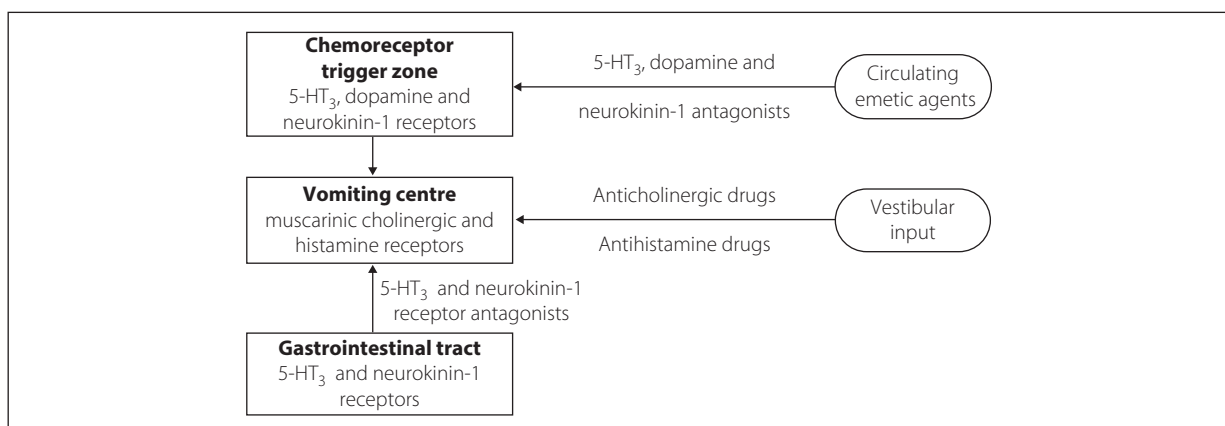 Chemoreceptor
trigger zone
5-HT₃, dopamine and
neurokinin-1 receptors
5-HT₃, dopamine and
neurokinin-1 antagonists
Circulating
emetic agents
Vomiting centre
muscarinic cholinergic and
histamine receptors
Anticholinergic drugs
Antihistamine drugs
Vestibular
input
5-HT₃ and neurokinin-1
receptor antagonists
Gastrointestinal tract
5-HT₃ and neurokinin-1
receptors